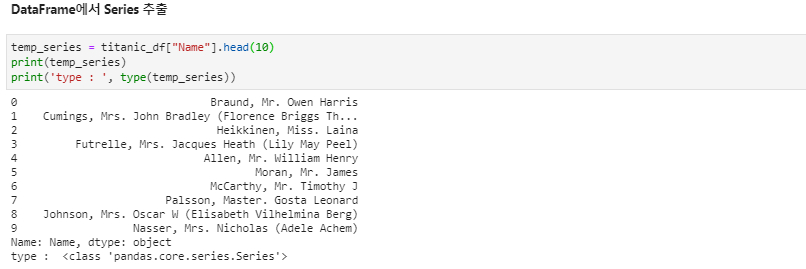 DataFrame에서 Series 추출
temp_series = titanic_df["Name"].head(10)
print(temp_series)
print('type : ', type(temp_series))
0                              Braund, Mr. Owen Harris
1    Cumings, Mrs. John Bradley (Florence Briggs Th...
2                               Heikkinen, Miss. Laina
3         Futrelle, Mrs. Jacques Heath (Lily May Peel)
4                             Allen, Mr. William Henry
5                                     Moran, Mr. James
6                              McCarthy, Mr. Timothy J
7                       Palsson, Master. Gosta Leonard
8    Johnson, Mrs. Oscar W (Elisabeth Vilhelmina Berg)
9                  Nasser, Mrs. Nicholas (Adele Achem)
Name: Name, dtype: object
type :  <class 'pandas.core.series.Series'>